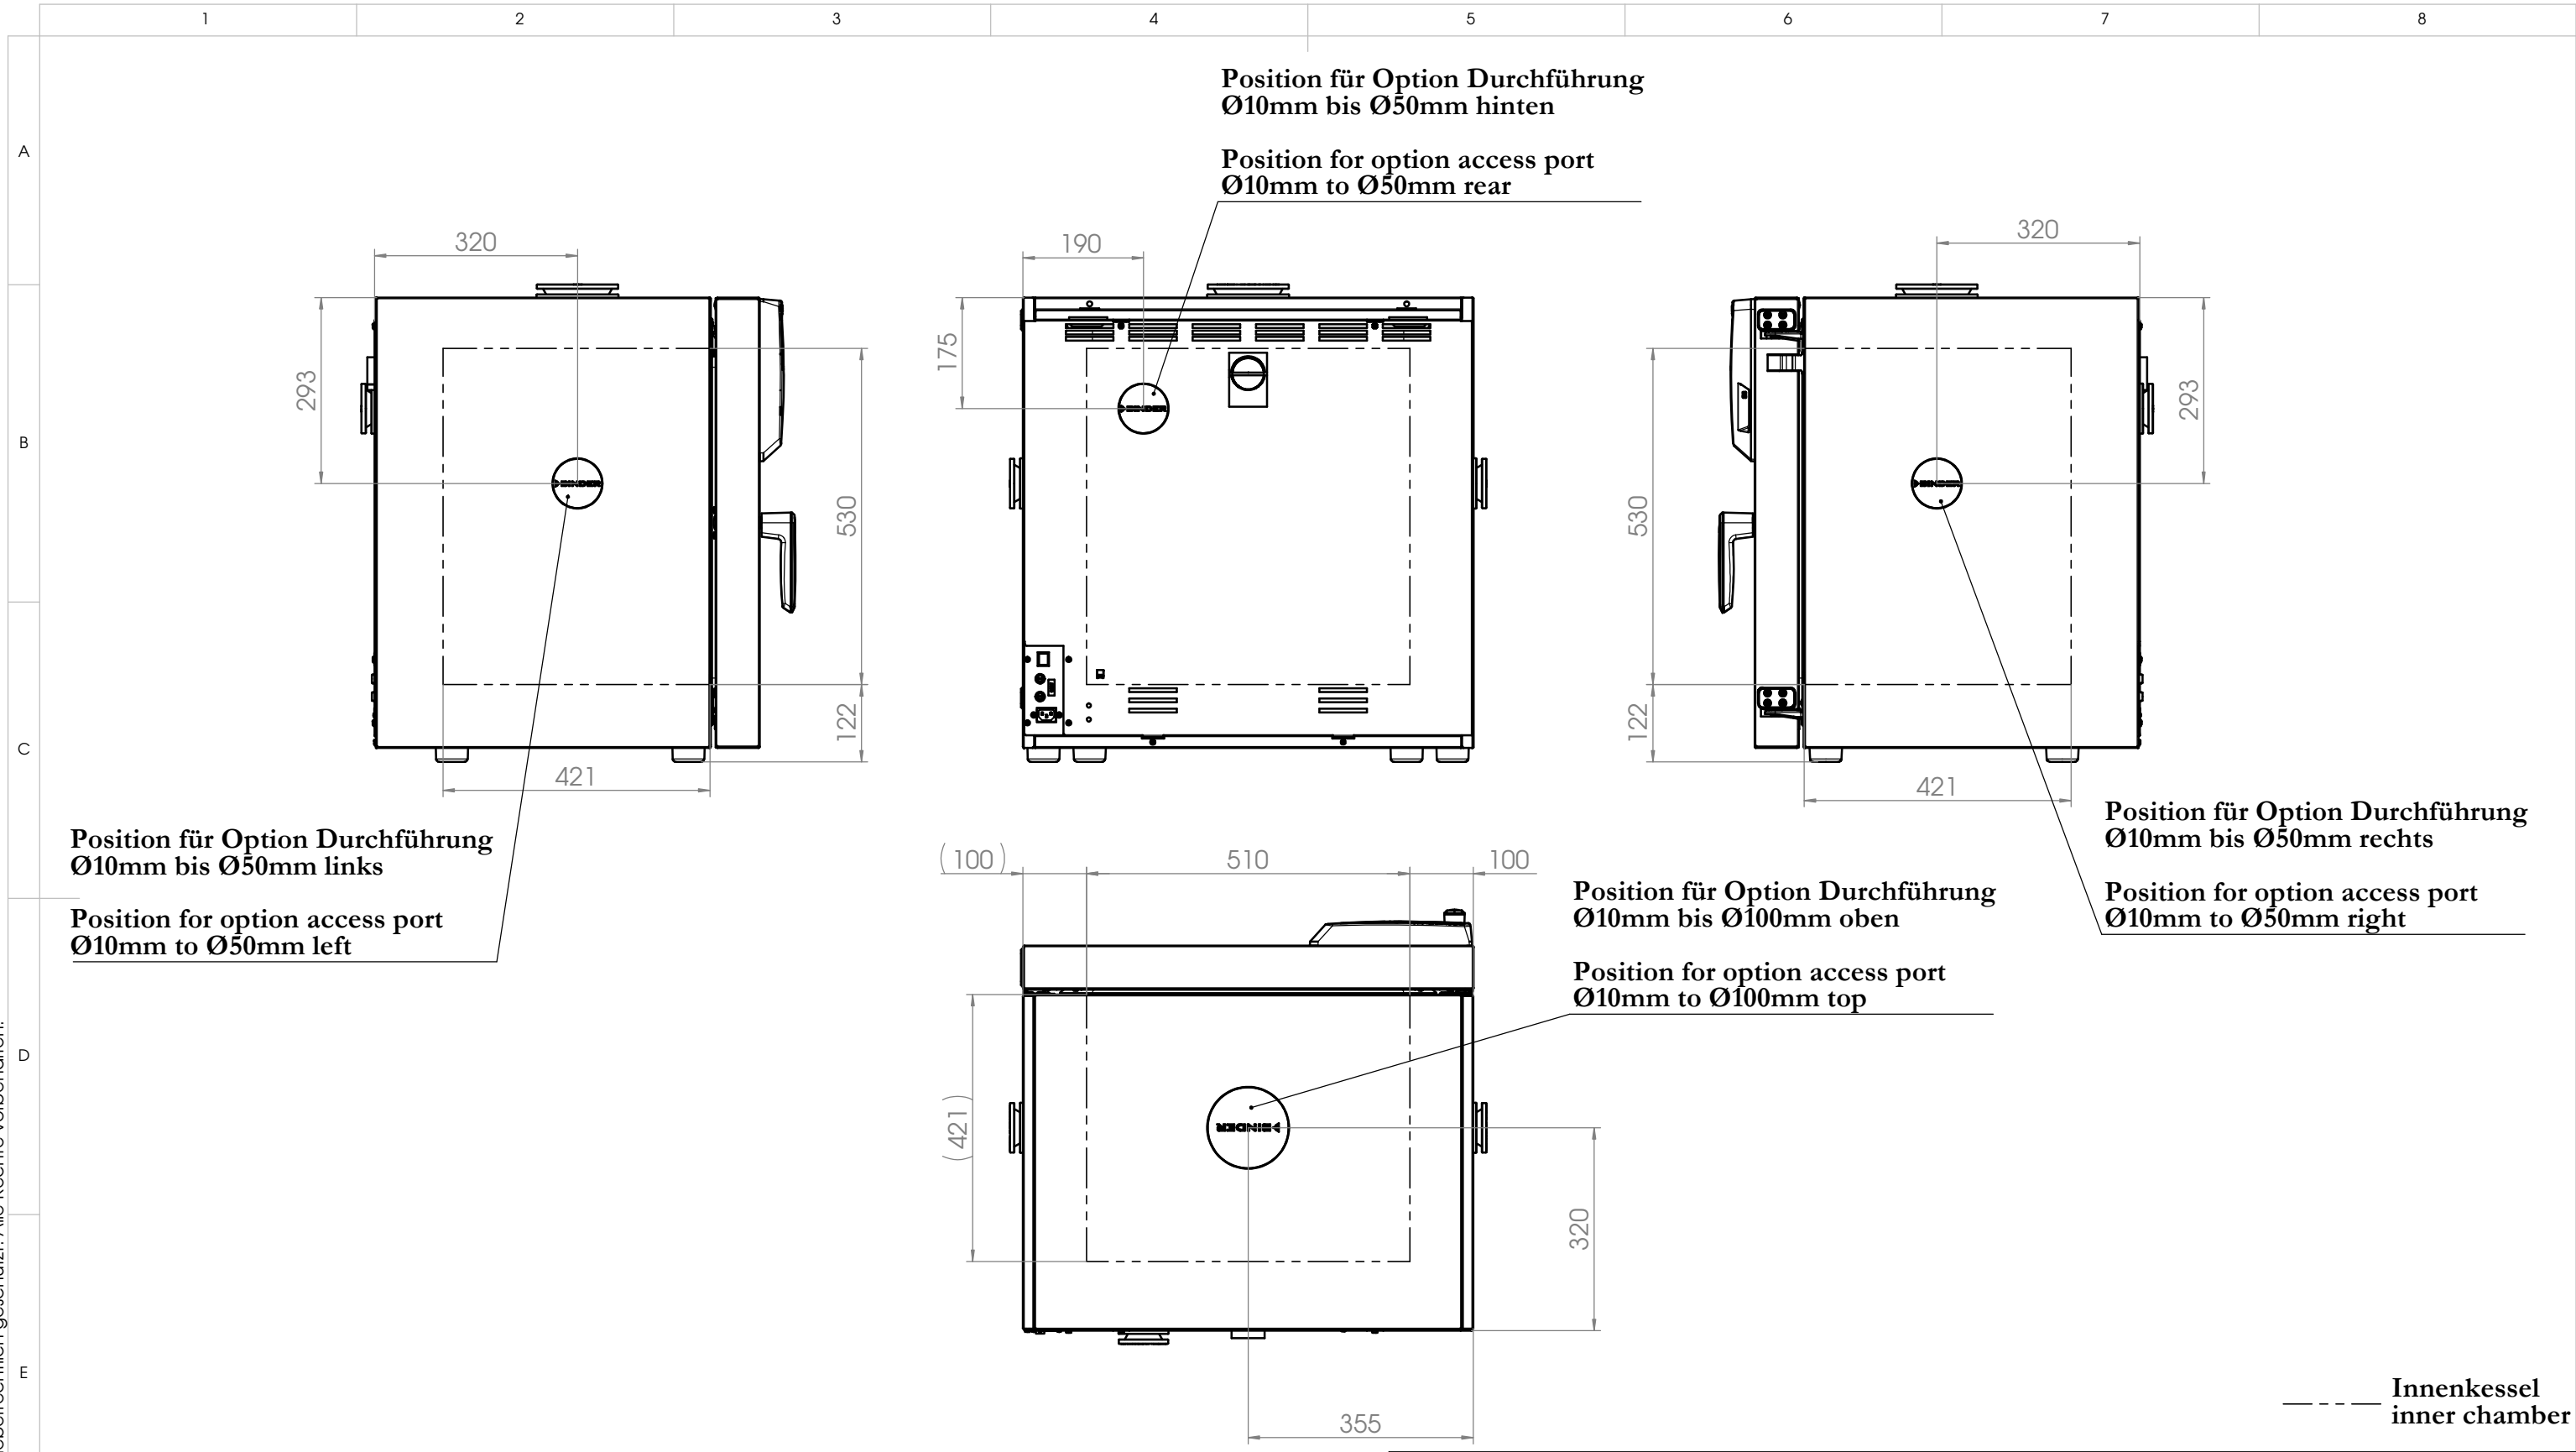 1 2 3 4 5 6 7 8
A
B
C
D
E
Position für Option Durchführung
Ø10mm bis Ø50mm hinten
Position for option access port
Ø10mm to Ø50mm rear
320
293
530
122
421
BINDER
190
175
BINDER
320
293
530
122
421
BINDER
Position für Option Durchführung
Ø10mm bis Ø50mm links
Position for option access port
Ø10mm to Ø50mm left
Position für Option Durchführung
Ø10mm bis Ø50mm rechts
Position for option access port
Ø10mm to Ø50mm right
(100) 510 100
Position für Option Durchführung
Ø10mm bis Ø100mm oben
Position for option access port
Ø10mm to Ø100mm top
(421)
BINDER
320
355
Innenkessel
inner chamber